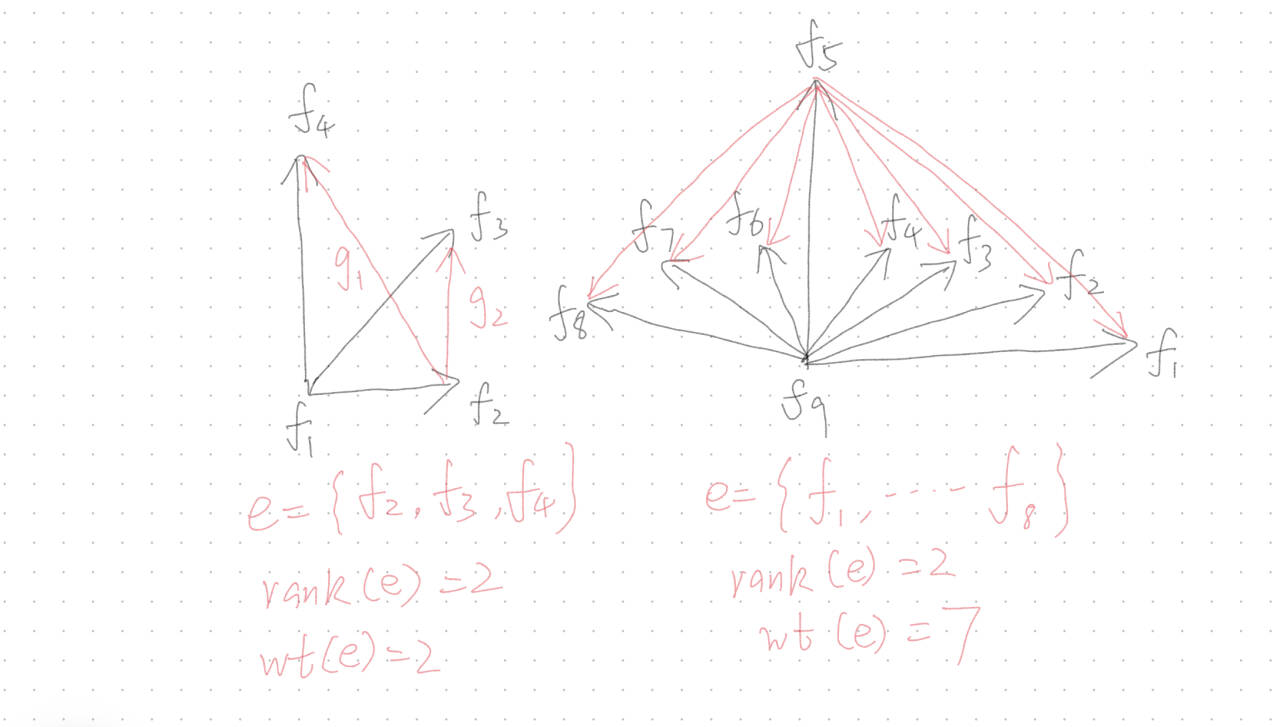 f4
f3
g1
g2
f1
f2
e={f2,f3,f4}
rank(e)=2
wt(e)=2
f5
f7
f6
f4
f3
f2
f8
f1
f9
e={f1,....f8}
rank(e)=2
wt(e)=7